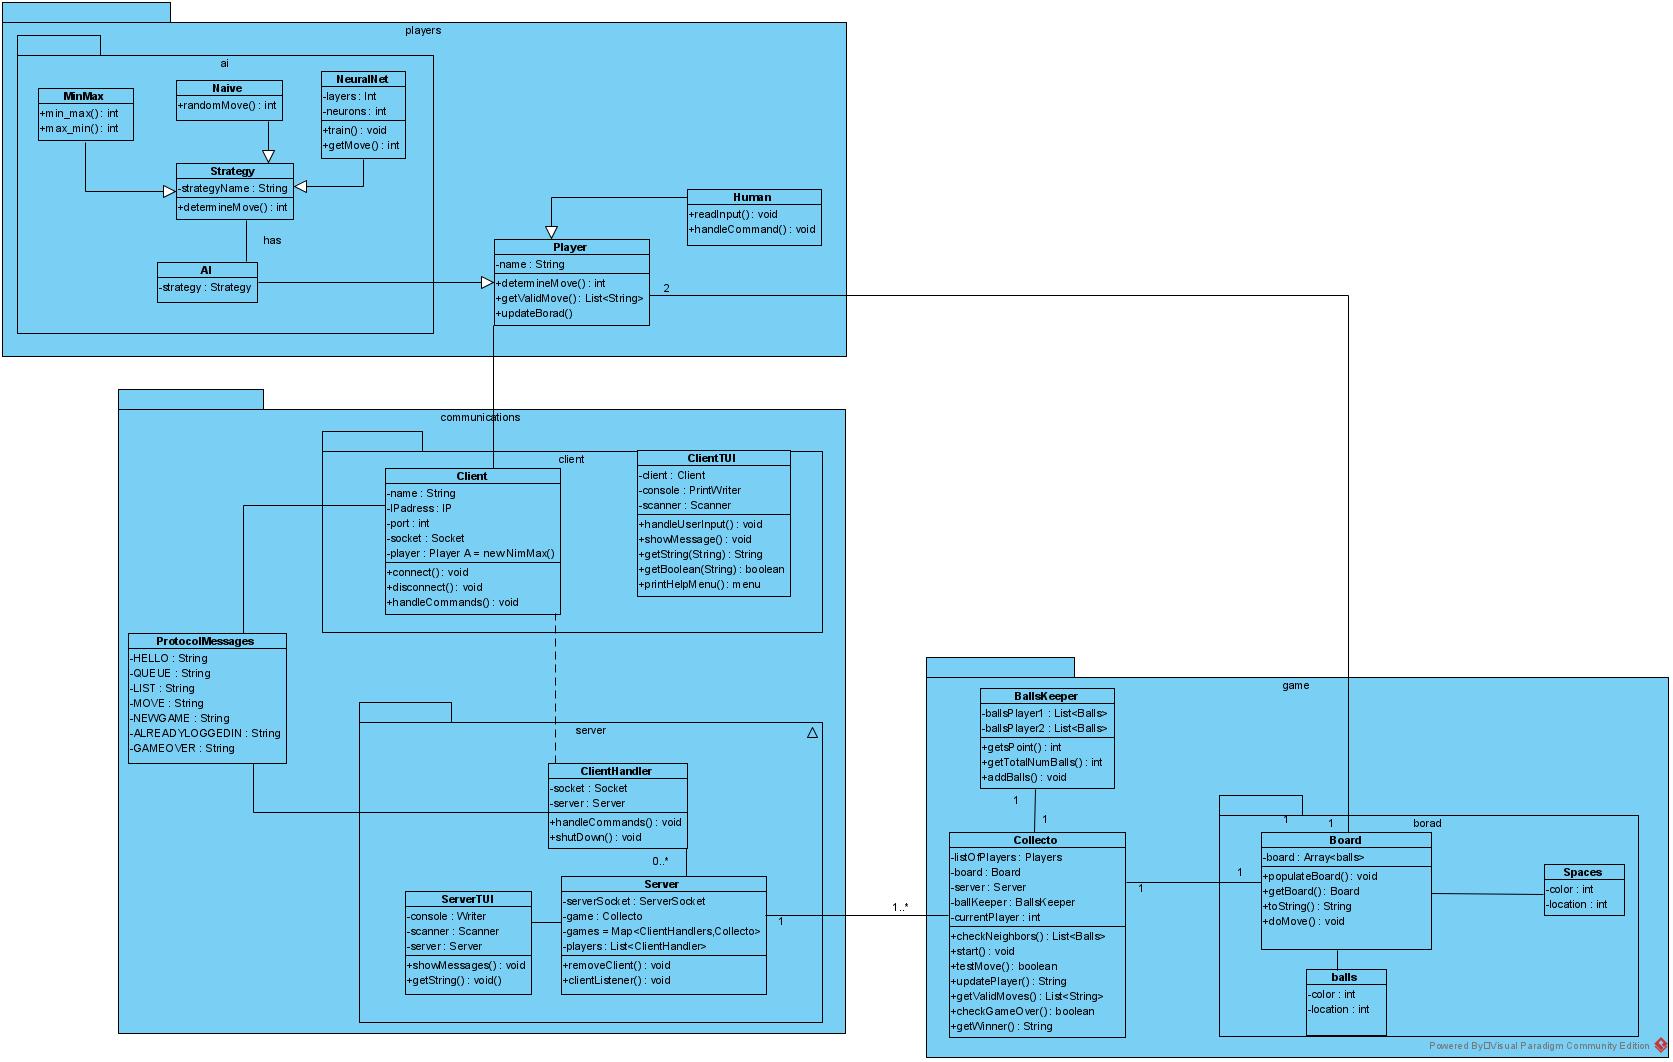 players
ai
MinMax
+min_max() : int
+max_min() : int
Naive
+randomMove() : int
NeuralNet
-layers : Int
-neurons : int
+train() : void
+getMove() : int
Strategy
-strategyName : String
+determineMove() : int
has
AI
-strategy : Strategy
Human
+readInput() : void
+handleCommand() : void
Player
-name : String
+determineMove() : int
+getValidMove() : List<String>
+updateBorad()
2
communications
client
Client
-name : String
-IPadress : IP
-port : int
-socket : Socket
-player : Player A = new NimMax()
+connect() : void
+disconnect() : void
+handleCommands() : void
ClientTUI
-client : Client
-console : PrintWriter
-scanner : Scanner
+handleUserInput() : void
+showMessage() : void
+getString(String) : String
+getBoolean(String) : boolean
+printHelpMenu() : menu
ProtocolMessages
-HELLO : String
-QUEUE : String
-LIST : String
-MOVE : String
-NEWGAME : String
-ALREADYLOGGEDIN : String
-GAMEOVER : String
server
ClientHandler
-socket : Socket
-server : Server
+handleCommands() : void
+shutDown() : void
0..*
ServerTUI
-console : Writer
-scanner : Scanner
-server : Server
+showMessages() : void
+getString() : void()
Server
-serverSocket : ServerSocket
-game : Collecto
-games = Map<ClientHandlers,Collecto>
-players : List<ClientHandler>
+removeClient() : void
+clientListener() : void
1
1..*
game
BallsKeeper
-ballsPlayer1 : List<Balls>
-ballsPlayer2 : List<Balls>
+getsPoint() : int
+getTotalNumBalls() : int
+addBalls() : void
1
1
Collecto
-listOfPlayers : Players
-board : Board
-server : Server
-ballKeeper : BallsKeeper
-currentPlayer : int
+checkNeighbors() : List<Balls>
+start() : void
+testMove() : boolean
+updatePlayer() : String
+getValidMoves() : List<String>
+checkGameOver() : boolean
+getWinner() : String
1
1
borad
1
1
Board
-board : Array<balls>
+populateBoard() : void
+getBoard() : Board
+toString() : String
+doMove() : void
Spaces
-color : int
-location : int
balls
-color : int
-location : int
Powered By Visual Paradigm Community Edition